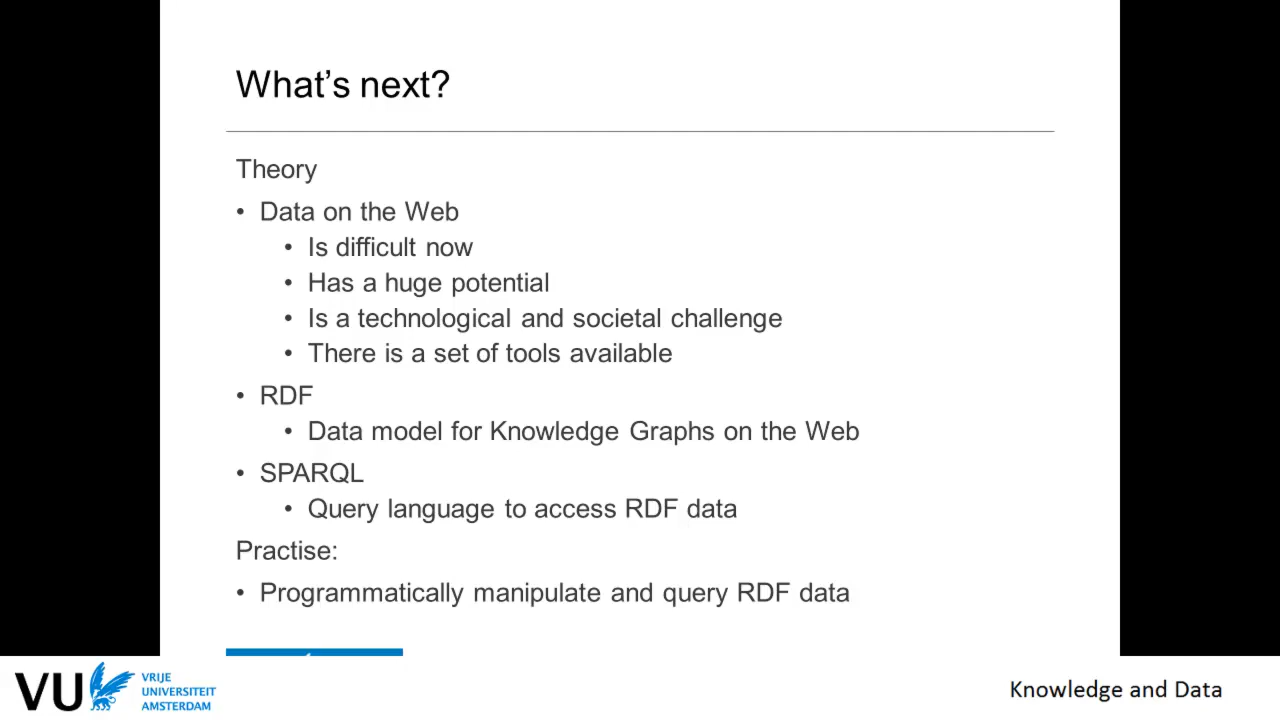 What's next?
Theory
• Data on the Web
• Is difficult now
• Has a huge potential
• Is a technological and societal challenge
• There is a set of tools available
• RDF
• Data model for Knowledge Graphs on the Web
• SPARQL
• Query language to access RDF data
Practise:
• Programmatically manipulate and query RDF data
VU
VRIJE
UNIVERSITEIT
AMSTERDAM
Knowledge and Data